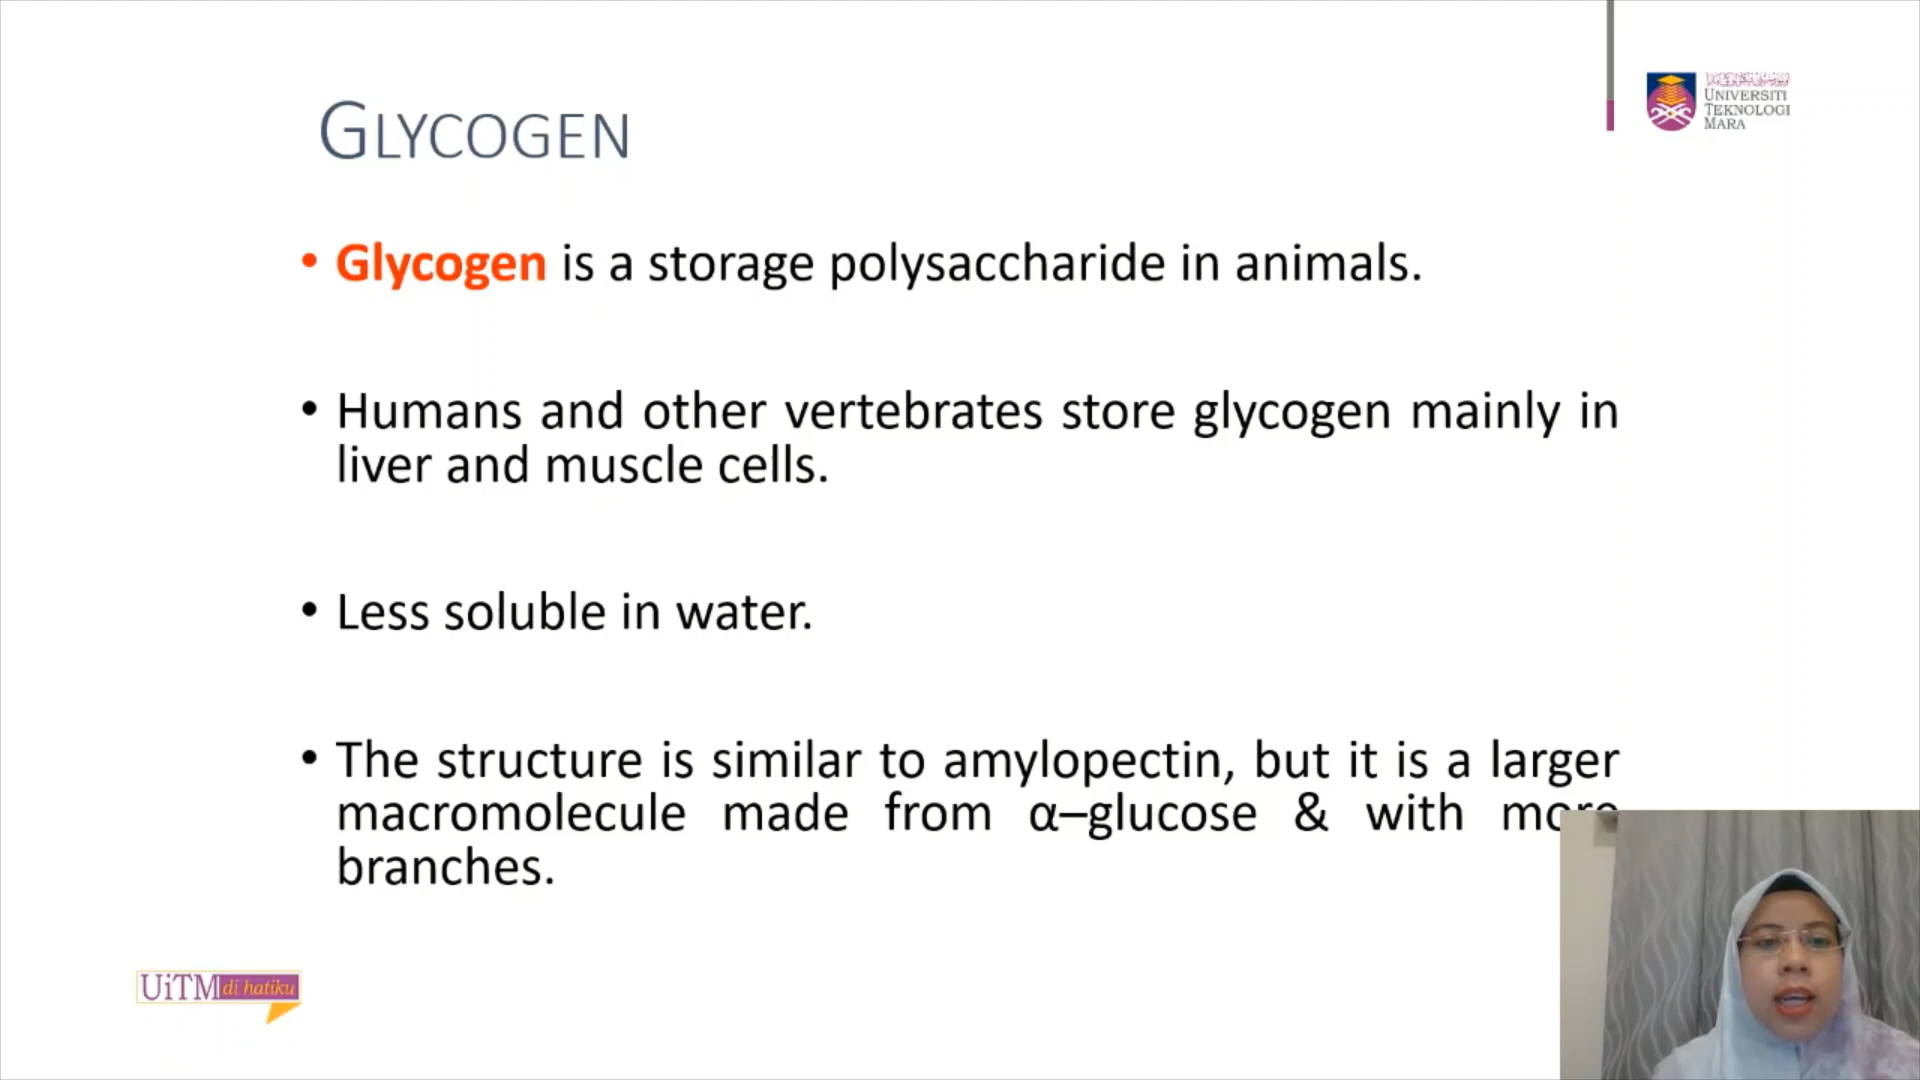 GLYCOGEN
UNIVERSITI
TEKNOLOGI
MARA
• Glycogen is a storage polysaccharide in animals.
• Humans and other vertebrates store glycogen mainly in
liver and muscle cells.
• Less soluble in water.
• The structure is similar to amylopectin, but it is a larger
macromolecule made from α–glucose & with more
branches.
UiTM di hatiku